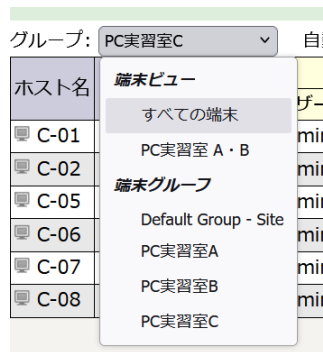 グループ: PC実習室C
ホスト名
端末ビュー
すべての端末
PC実習室 A・B
端末グループ
Default Group - Site
PC実習室A
PC実習室B
PC実習室C
C-01
C-02
C-05
C-06
C-07
C-08